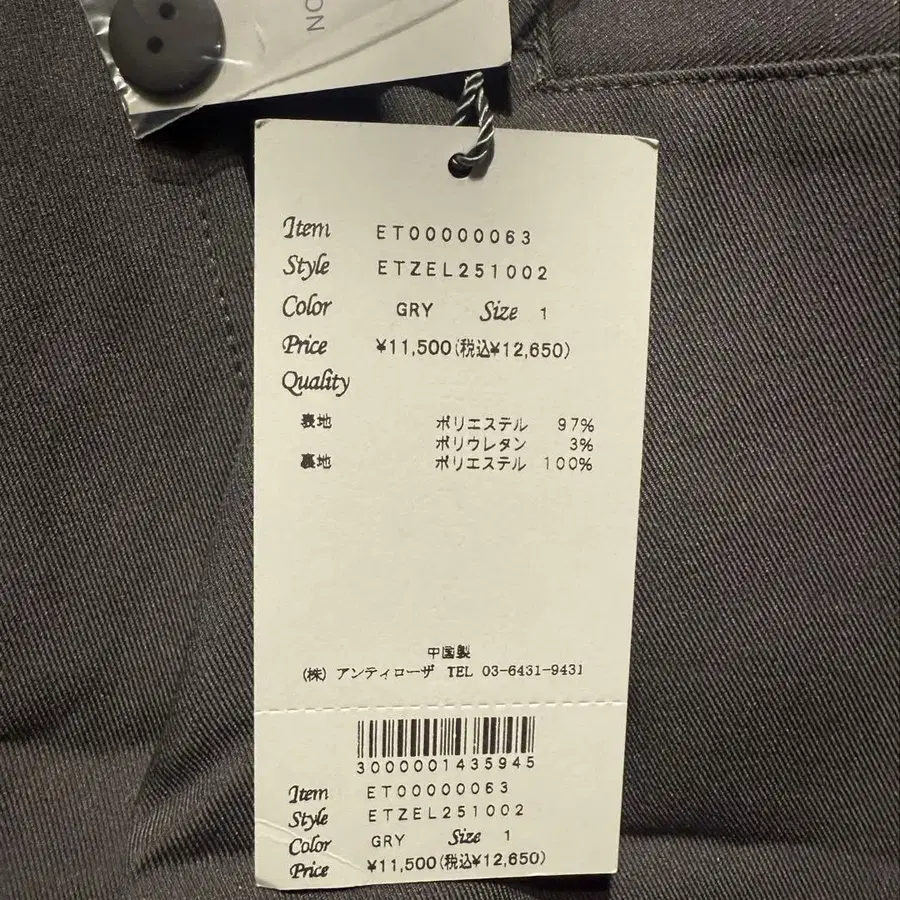 ON
Item ET00000063
Style ETZEL251002
Color GRY Size 1
Price ¥11,500(税込¥12,650)
Quality
表地 ポリエステル 97%
ポリウレタン 3%
裏地 ポリエステル 100%
中国製
(株) アンティローザ TEL 03-6431-9431
3000001435945
Item ET00000063
Style ETZEL251002
Color GRY Size 1
Price ¥11,500(税込¥12,650)